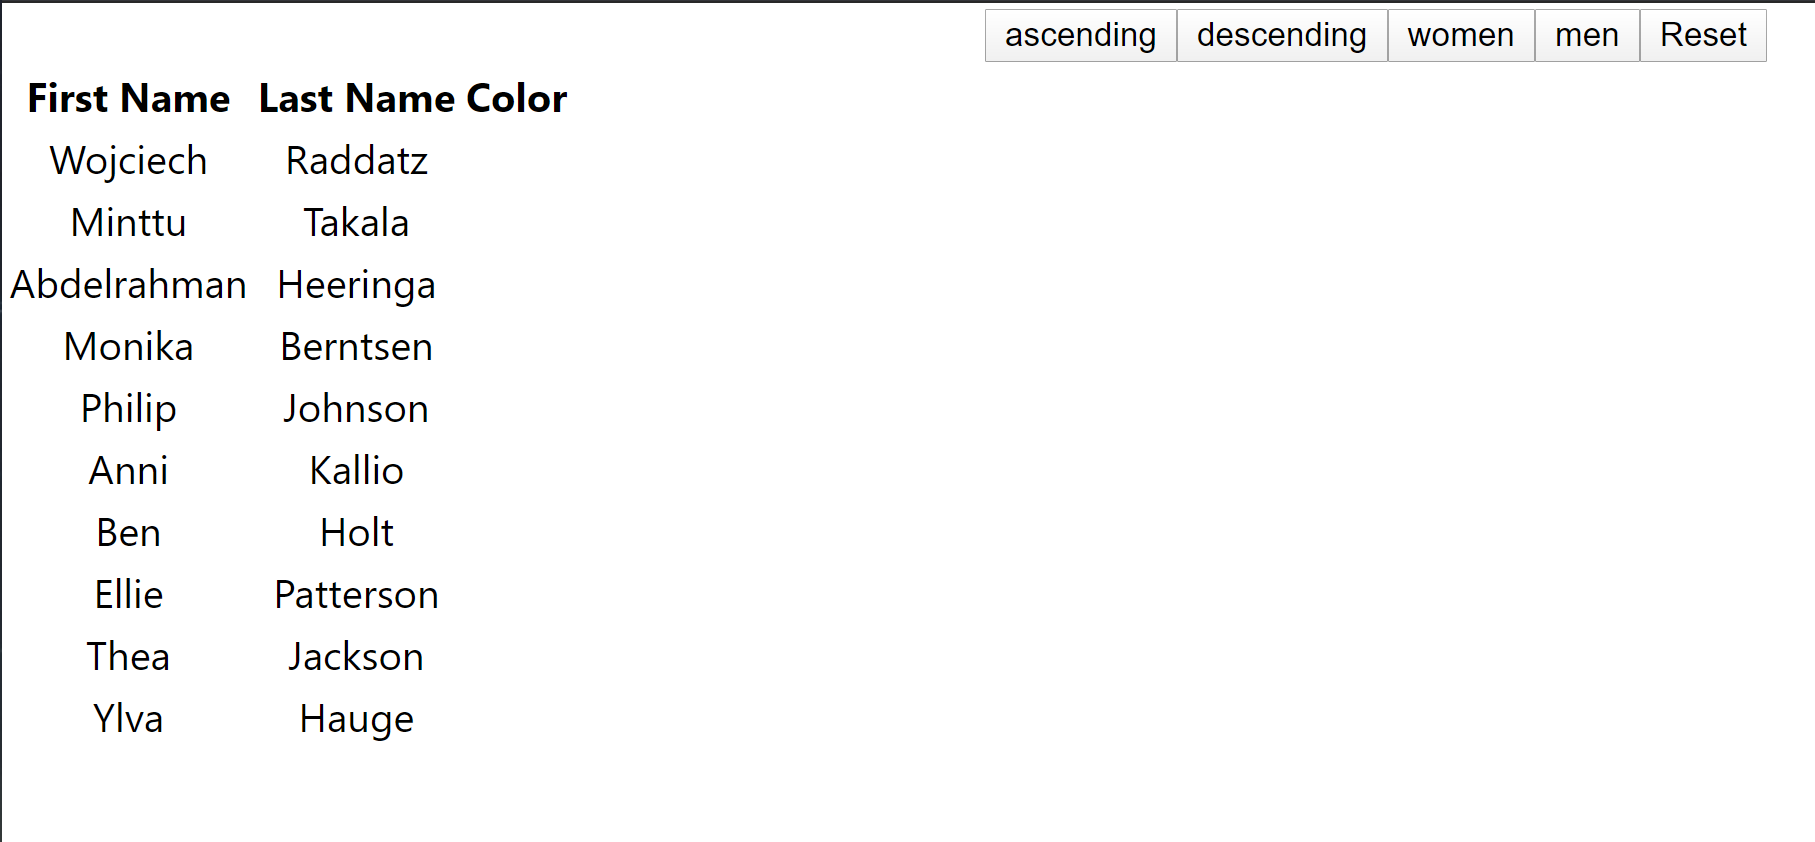 ascending descending women men Reset
First Name Last Name Color
Wojciech Raddatz
Minttu Takala
Abdelrahman Heeringa
Monika Berntsen
Philip Johnson
Anni Kallio
Ben Holt
Ellie Patterson
Thea Jackson
Ylva Hauge